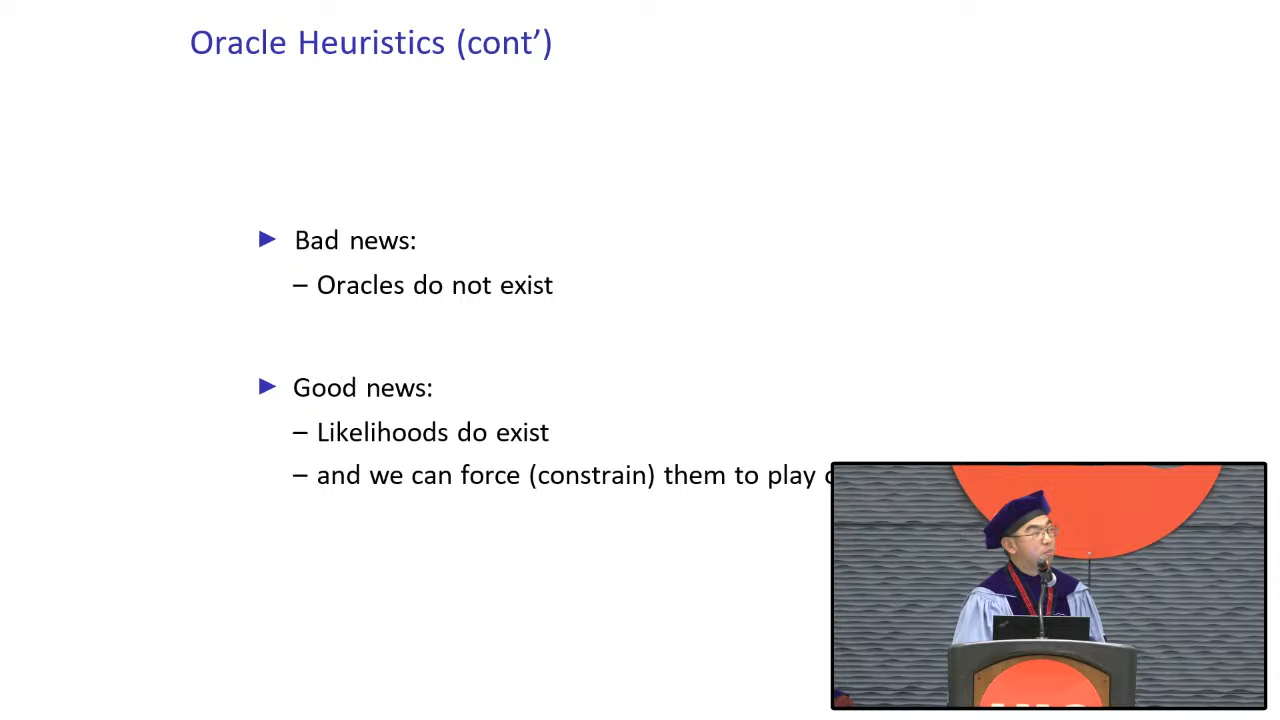 Oracle Heuristics (cont’)
► Bad news:
– Oracles do not exist
► Good news:
– Likelihoods do exist
– and we can force (constrain) them to play